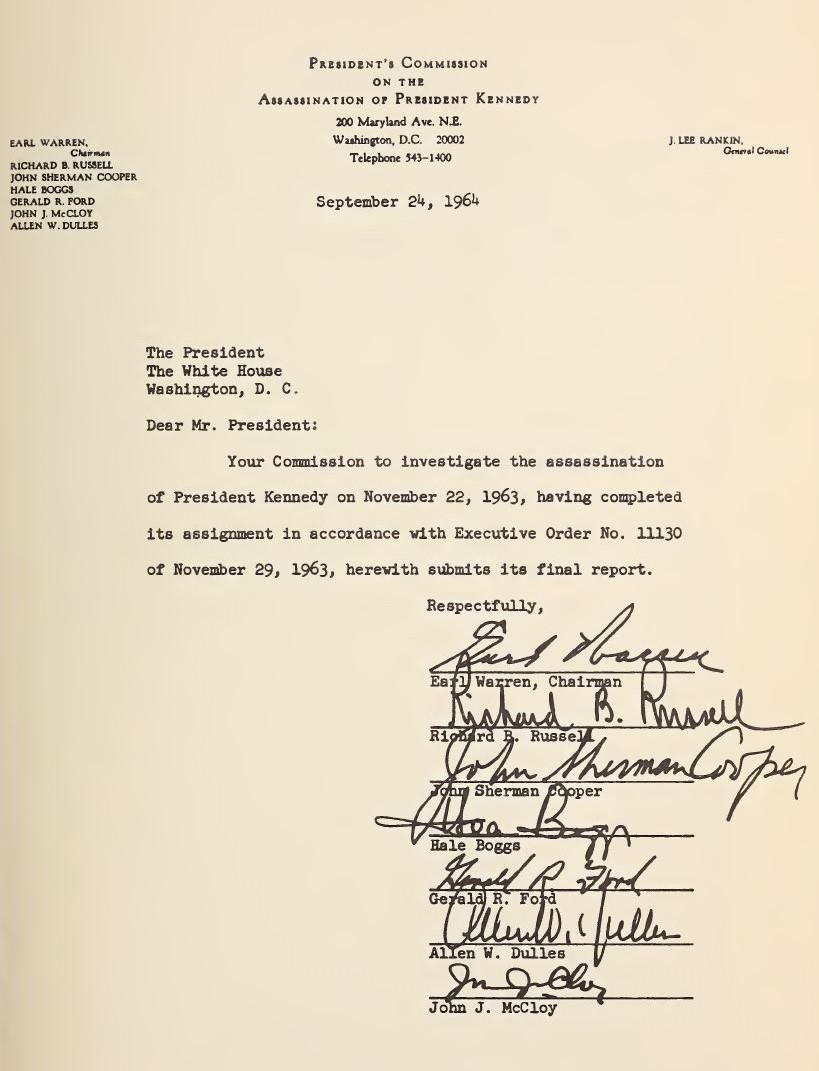 PRESIDENT'S COMMISSION
ON THE
ASSASSINATION OF PRESIDENT KENNEDY
200 Maryland Ave. N.E.
Washington, D.C. 20002
Telephone 543-1400
EARL WARREN,
Chairman
RICHARD B. RUSSELL
JOHN SHERMAN COOPER
HALE BOGGS
GERALD R. FORD
JOHN J. McCLOY
ALLEN W. DULLES
J. LEE RANKIN,
General Counsel
September 24, 1964
The President
The White House
Washington, D. C.
Dear Mr. President:
Your Commission to investigate the assassination
of President Kennedy on November 22, 1963, having completed
its assignment in accordance with Executive Order No. 11130
of November 29, 1963, herewith submits its final report.
Respectfully,
Earl Warren
Earl Warren, Chairman
Richard B. Russell
Richard B. Russell
John Sherman Cooper
John Sherman Cooper
Hale Boggs
Hale Boggs
Gerald R. Ford
Gerald R. Ford
Allen W. Dulles
Allen W. Dulles
John J. McCloy